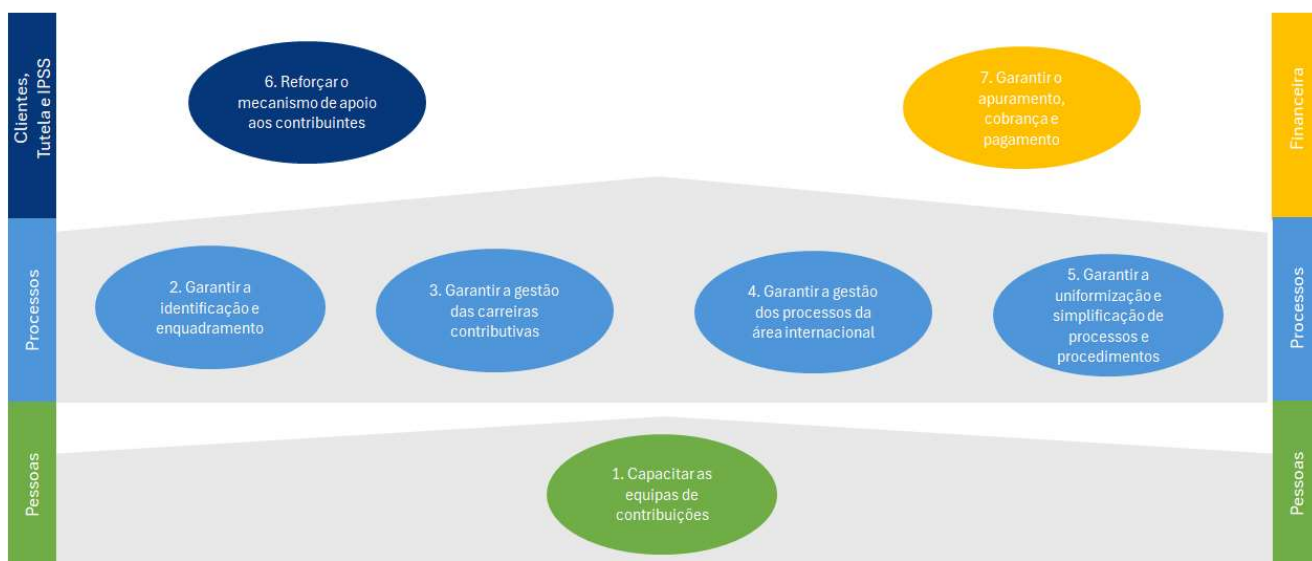 Clientes,
Tutela e IPSS
6. Reforçar o
mecanismo de apoio
aos contribuintes
7. Garantir o
apuramento,
cobrança e
pagamento
Financeira
Processos
2. Garantir a
identificação e
enquadramento
3. Garantir a gestão
das carreiras
contributivas
4. Garantir a gestão
dos processos da
área internacional
5. Garantir a
uniformização e
simplificação de
processos e
procedimentos
Processos
Pessoas
1. Capacitar as
equipas de
contribuições
Pessoas